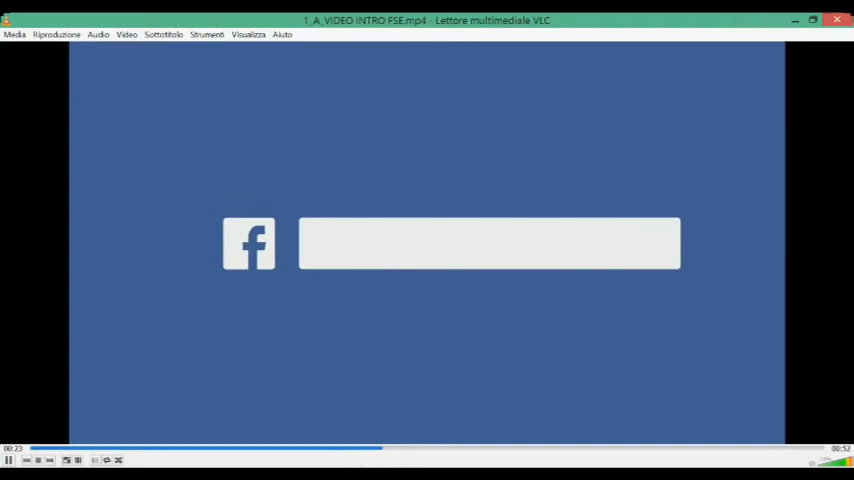 1_A_VIDEO INTRO FSE.mp4 - Lettore multimediale VLC
Media Riproduzione Audio Video Sottotitolo Strumenti Visualizza Aiuto
f
00:23 00:52